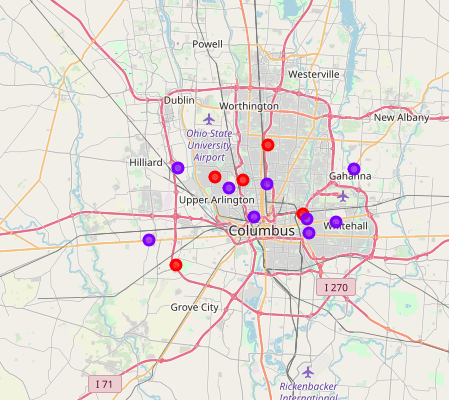 Powell
Westerville
Dublin
Worthington
New Albany
Ohio State
University
Airport
Hilliard
Gahanna
Upper Arlington
Columbus
Whitehall
I 270
Grove City
I 71
Rickenbacker
International